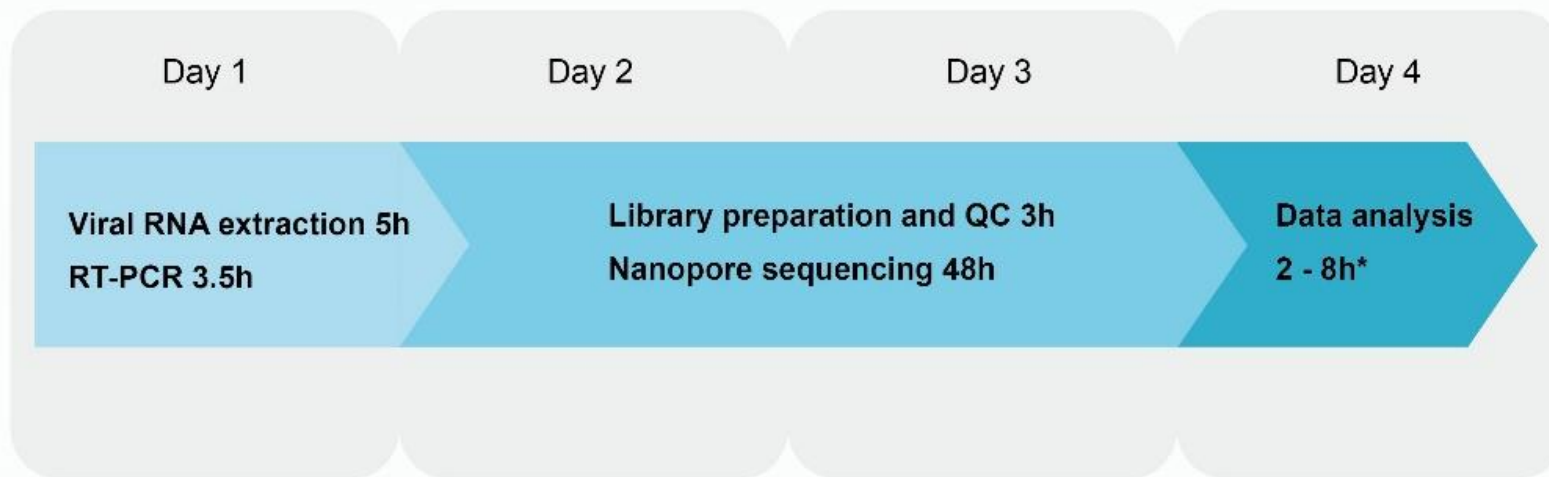 Day 1
Day 2
Day 3
Day 4
Viral RNA extraction 5h
RT-PCR 3.5h
Library preparation and QC 3h
Nanopore sequencing 48h
Data analysis
2 - 8h*